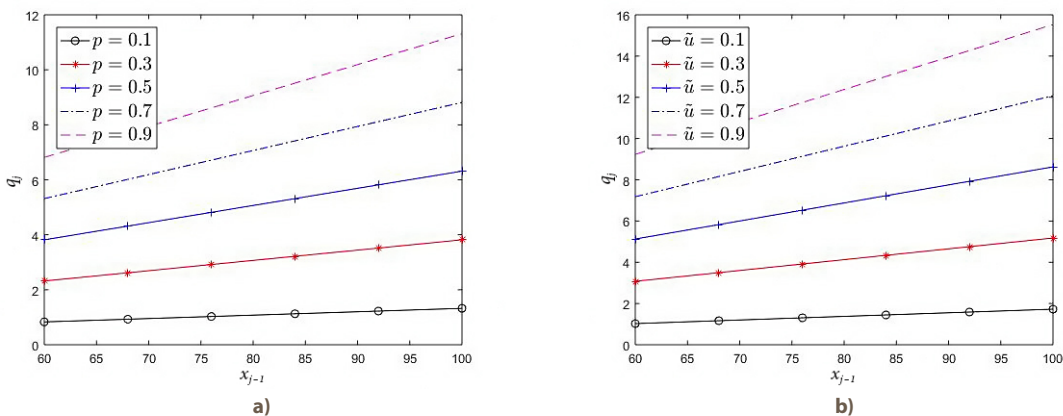 12
10
8
6
4
2
0
q_j
p = 0.1
p = 0.3
p = 0.5
p = 0.7
p = 0.9
60 65 70 75 80 85 90 95 100
x_{j-1}
a)
16
14
12
10
8
6
4
2
0
q_j
ũ = 0.1
ũ = 0.3
ũ = 0.5
ũ = 0.7
ũ = 0.9
60 65 70 75 80 85 90 95 100
x_{j-1}
b)